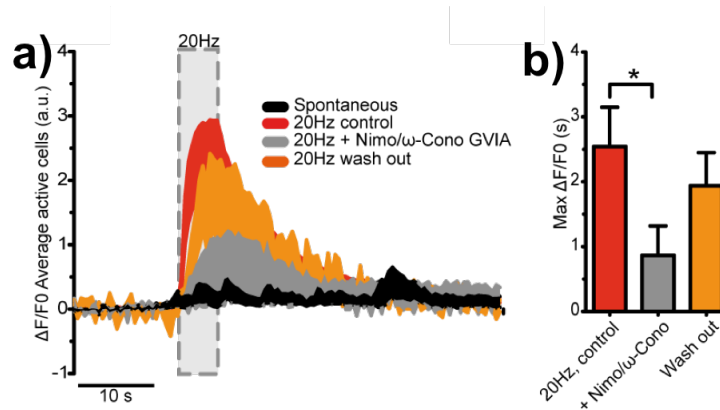 a)
20Hz
ΔF/F0 Average active cells (a.u.)
4
3
2
1
0
-1
Spontaneous
20Hz control
20Hz + Nimo/ω-Cono GVIA
20Hz wash out
10 s
b)
Max ΔF/F0 (s)
4
3
2
1
0
*
20Hz, control
+ Nimo/ω-Cono
Wash out